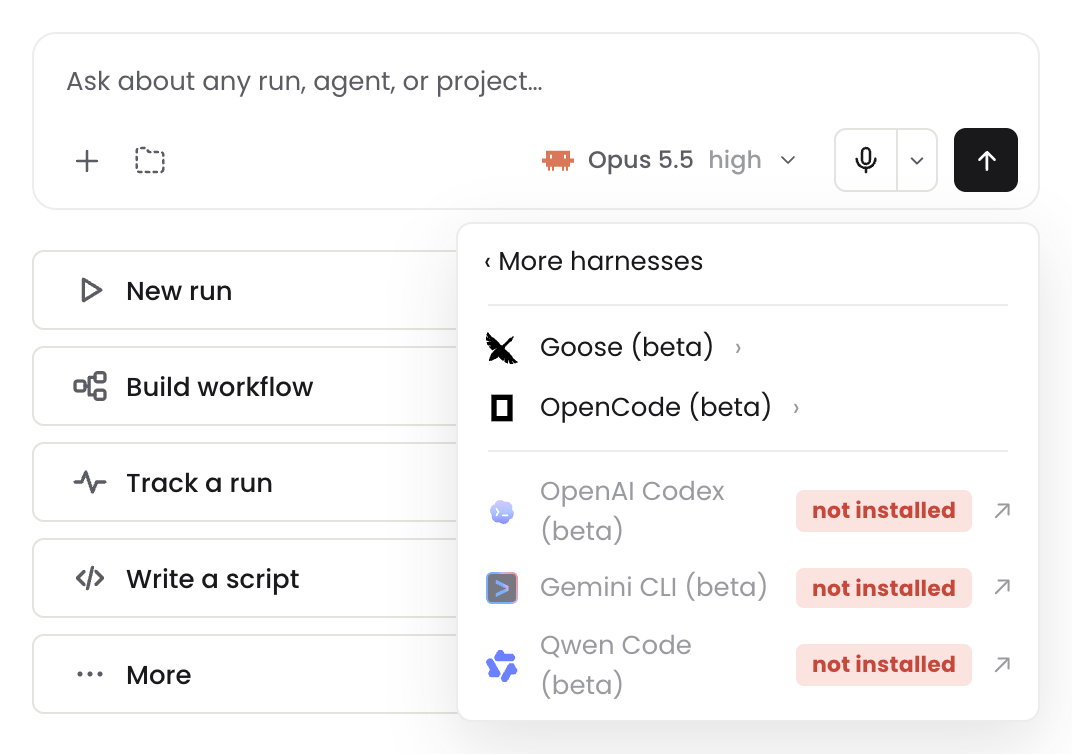 Ask about any run, agent, or project...
Opus 5.5 high
‹ More harnesses
New run
Goose (beta) ›
Build workflow
OpenCode (beta) ›
Track a run
OpenAI Codex
(beta)
not installed
Write a script
Gemini CLI (beta)
not installed
Qwen Code
(beta)
not installed
More